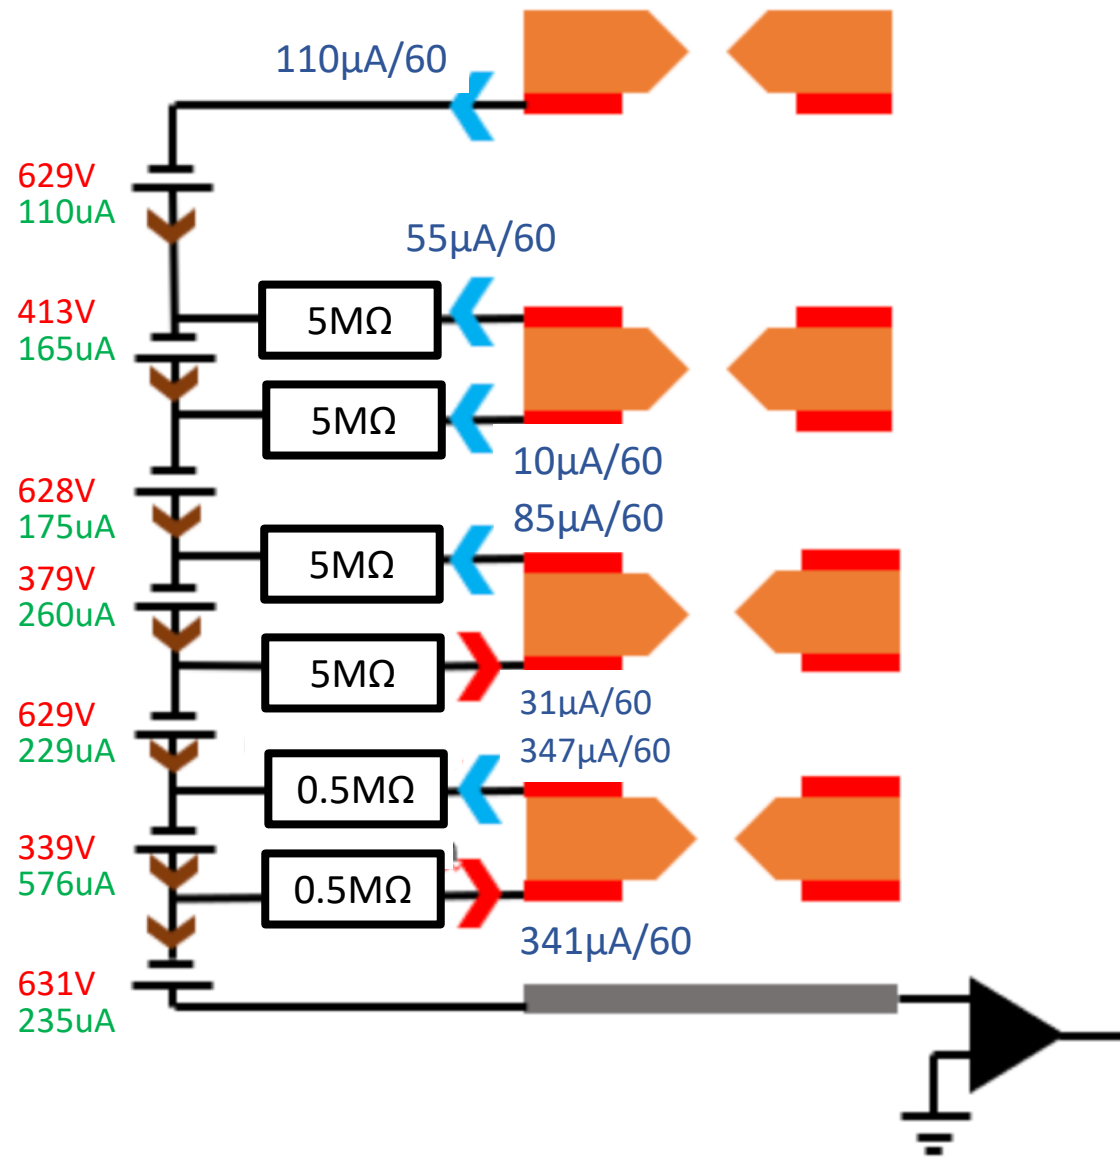 110µA/60
629V
110uA
55µA/60
413V
165uA
5MΩ
5MΩ
10µA/60
628V
175uA
85µA/60
5MΩ
379V
260uA
5MΩ
31µA/60
629V
229uA
347µA/60
0.5MΩ
339V
576uA
0.5MΩ
341µA/60
631V
235uA